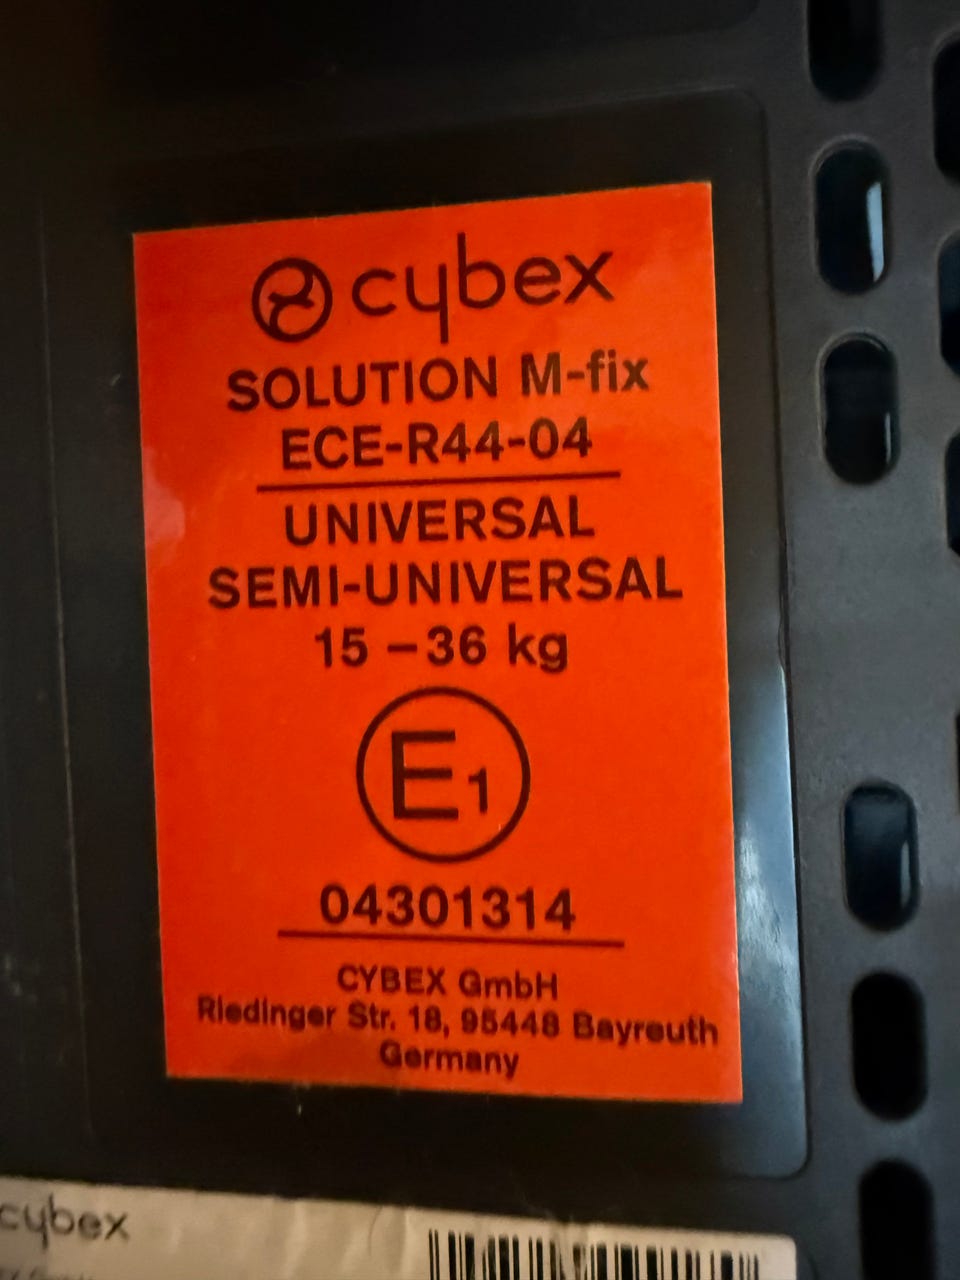 cybex
SOLUTION M-fix
ECE-R44-04
UNIVERSAL
SEMI-UNIVERSAL
15 – 36 kg
E1
04301314
CYBEX GmbH
Riedinger Str. 18, 95448 Bayreuth
Germany
cybex